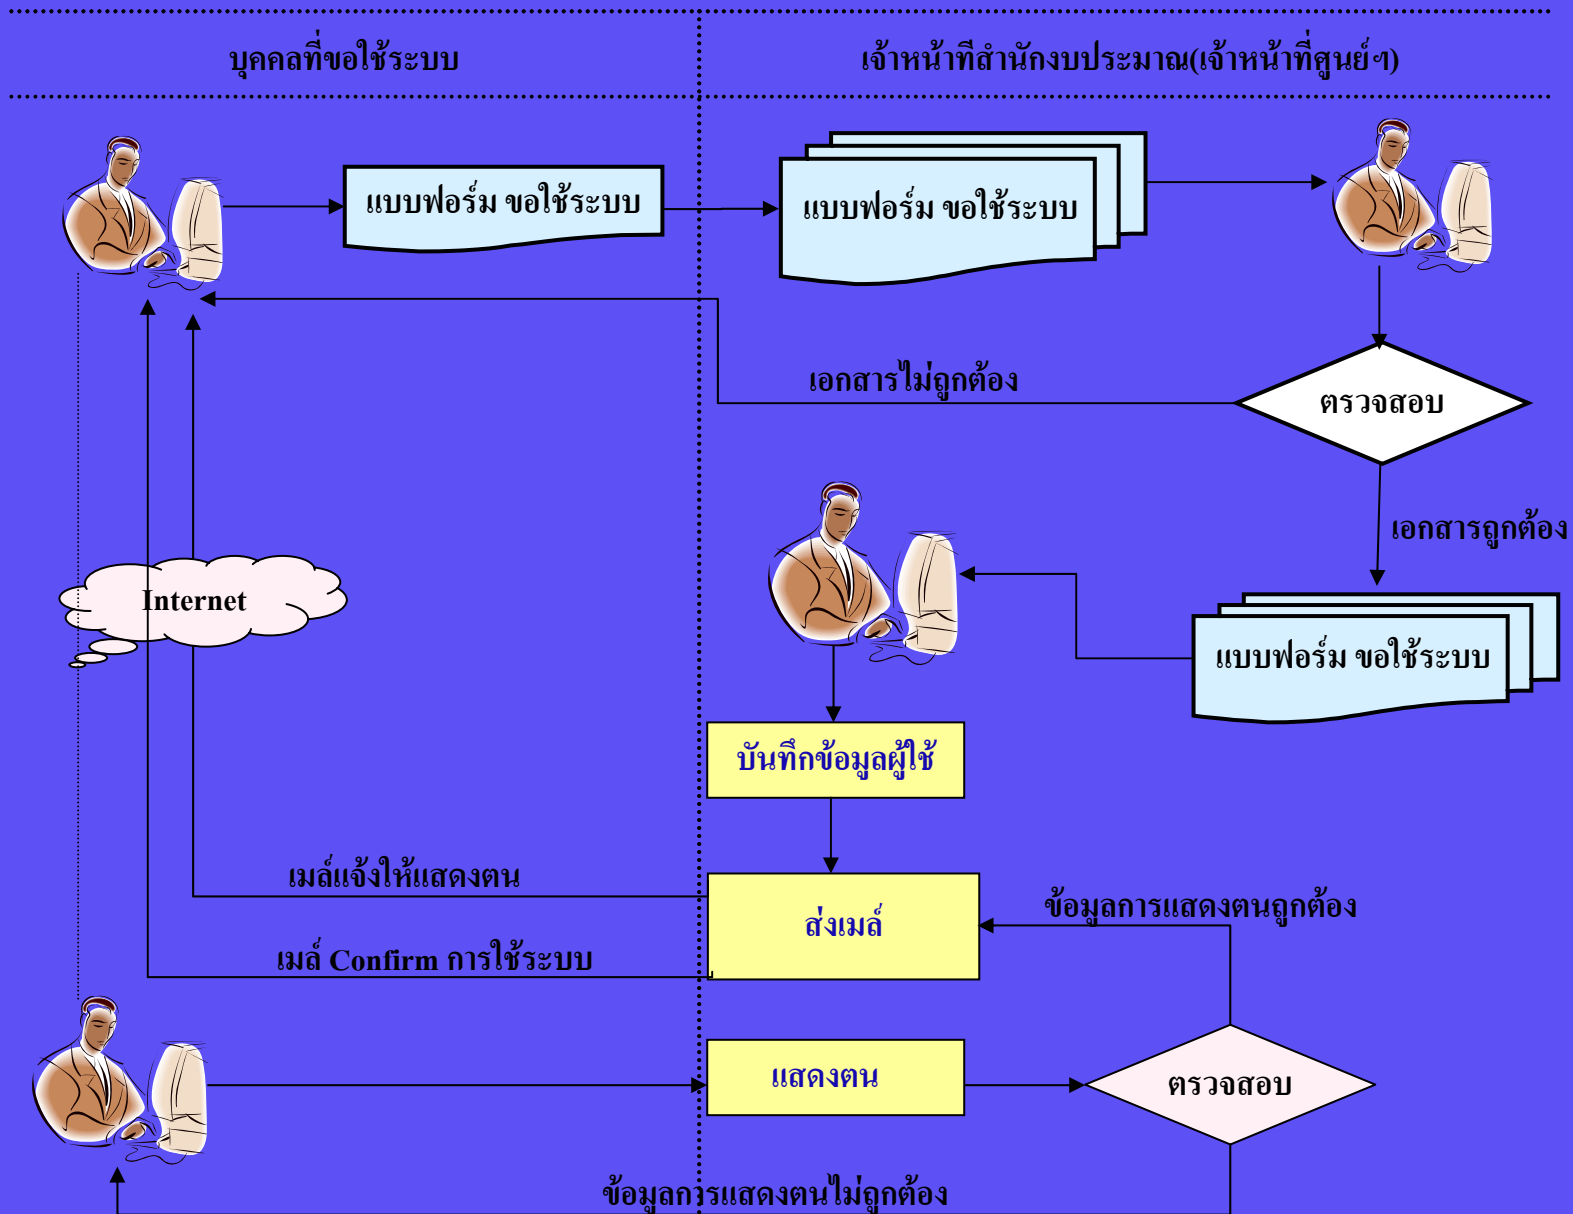 บุคคลที่ขอใช้ระบบ
เจ้าหน้าทีสำนักงบประมาณ(เจ้าหน้าที่ศูนย์ฯ)
แบบฟอร์ม ขอใช้ระบบ
แบบฟอร์ม ขอใช้ระบบ
เอกสารไม่ถูกต้อง
ตรวจสอบ
เอกสารถูกต้อง
Internet
แบบฟอร์ม ขอใช้ระบบ
บันทึกข้อมูลผู้ใช้
เมล์แจ้งให้แสดงตน
ส่งเมล์
ข้อมูลการแสดงตนถูกต้อง
เมล์ Confirm การใช้ระบบ
แสดงตน
ตรวจสอบ
ข้อมูลการแสดงตนไม่ถูกต้อง